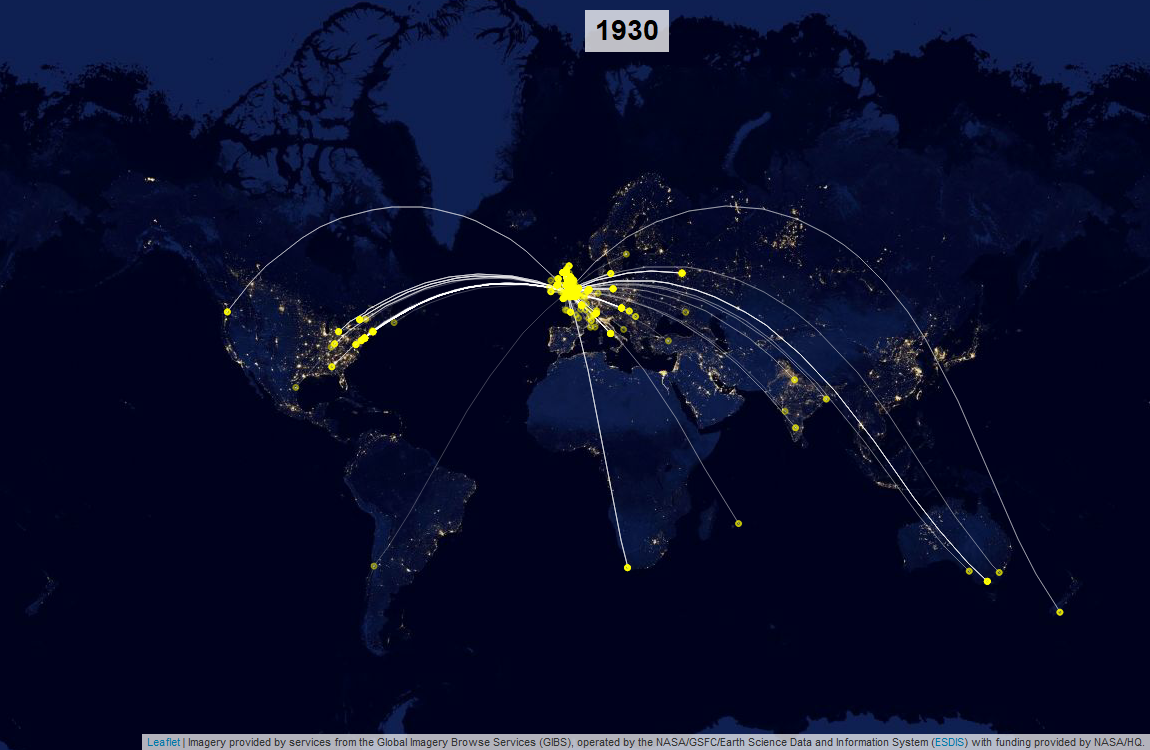 1930
Leaflet | Imagery provided by services from the Global Imagery Browse Services (GIBS), operated by the NASA/GSFC/Earth Science Data and Information System (ESDIS) with funding provided by NASA/HQ.